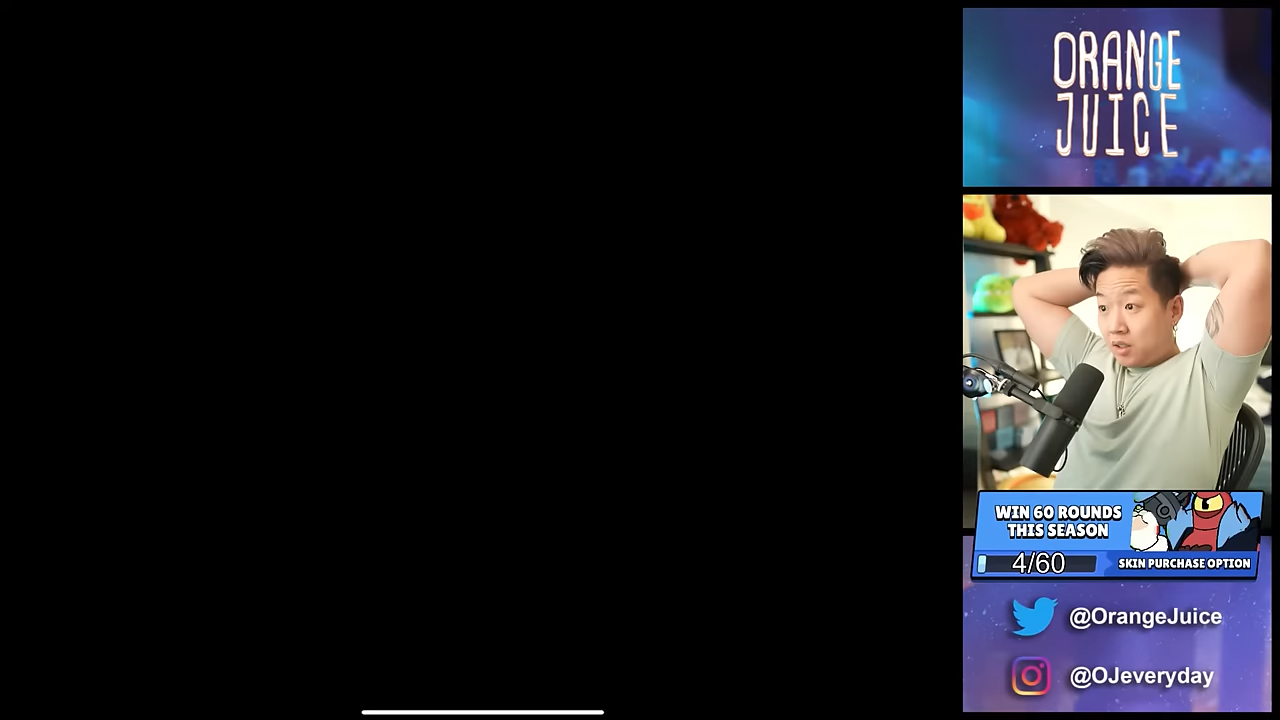 ORANGE
JUICE
WIN 60 ROUNDS
THIS SEASON
4/60
SKIN PURCHASE OPTION
@OrangeJuice
@OJeveryday